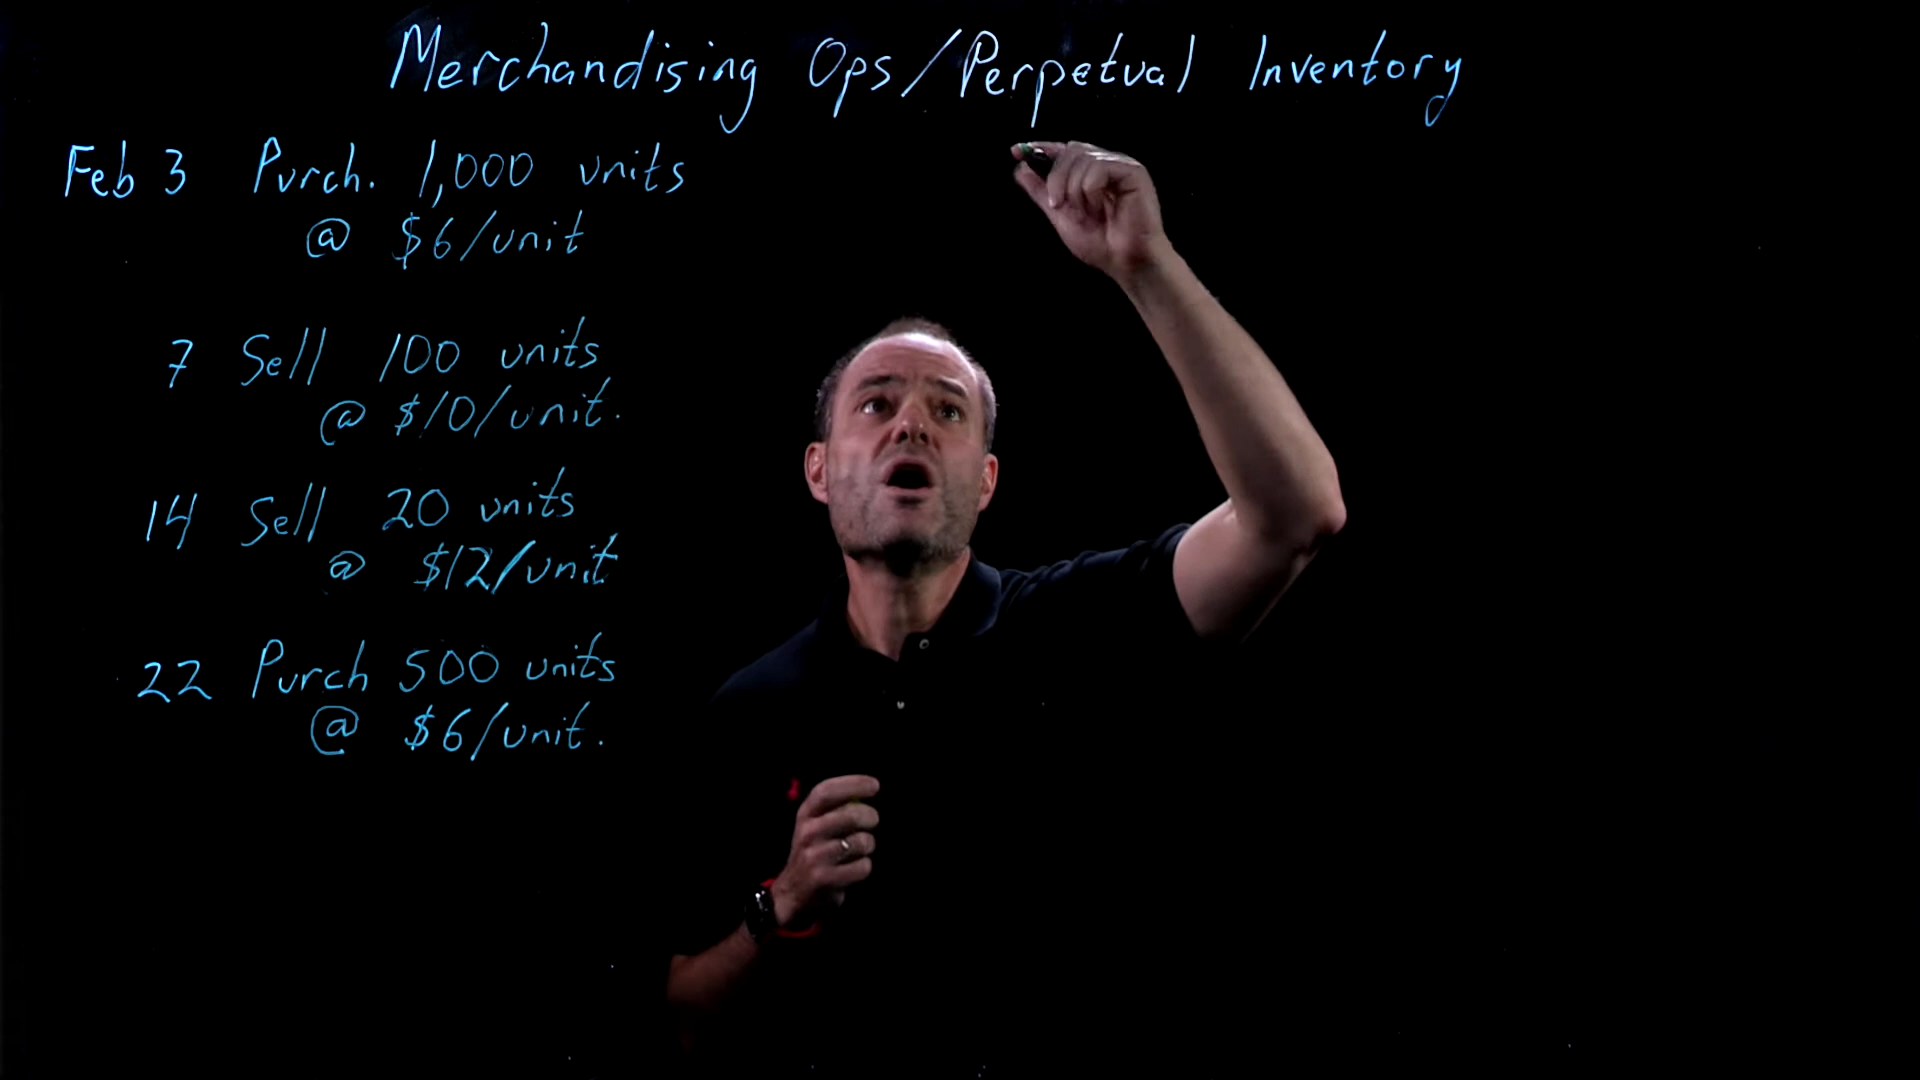 Merchandising Ops/Perpetual Inventory
Feb 3 Purch. 1,000 units
@ $6/unit
7 Sell 100 units
@ $10/unit.
14 Sell 20 units
@ $12/unit
22 Purch 500 units
@ $6/unit.